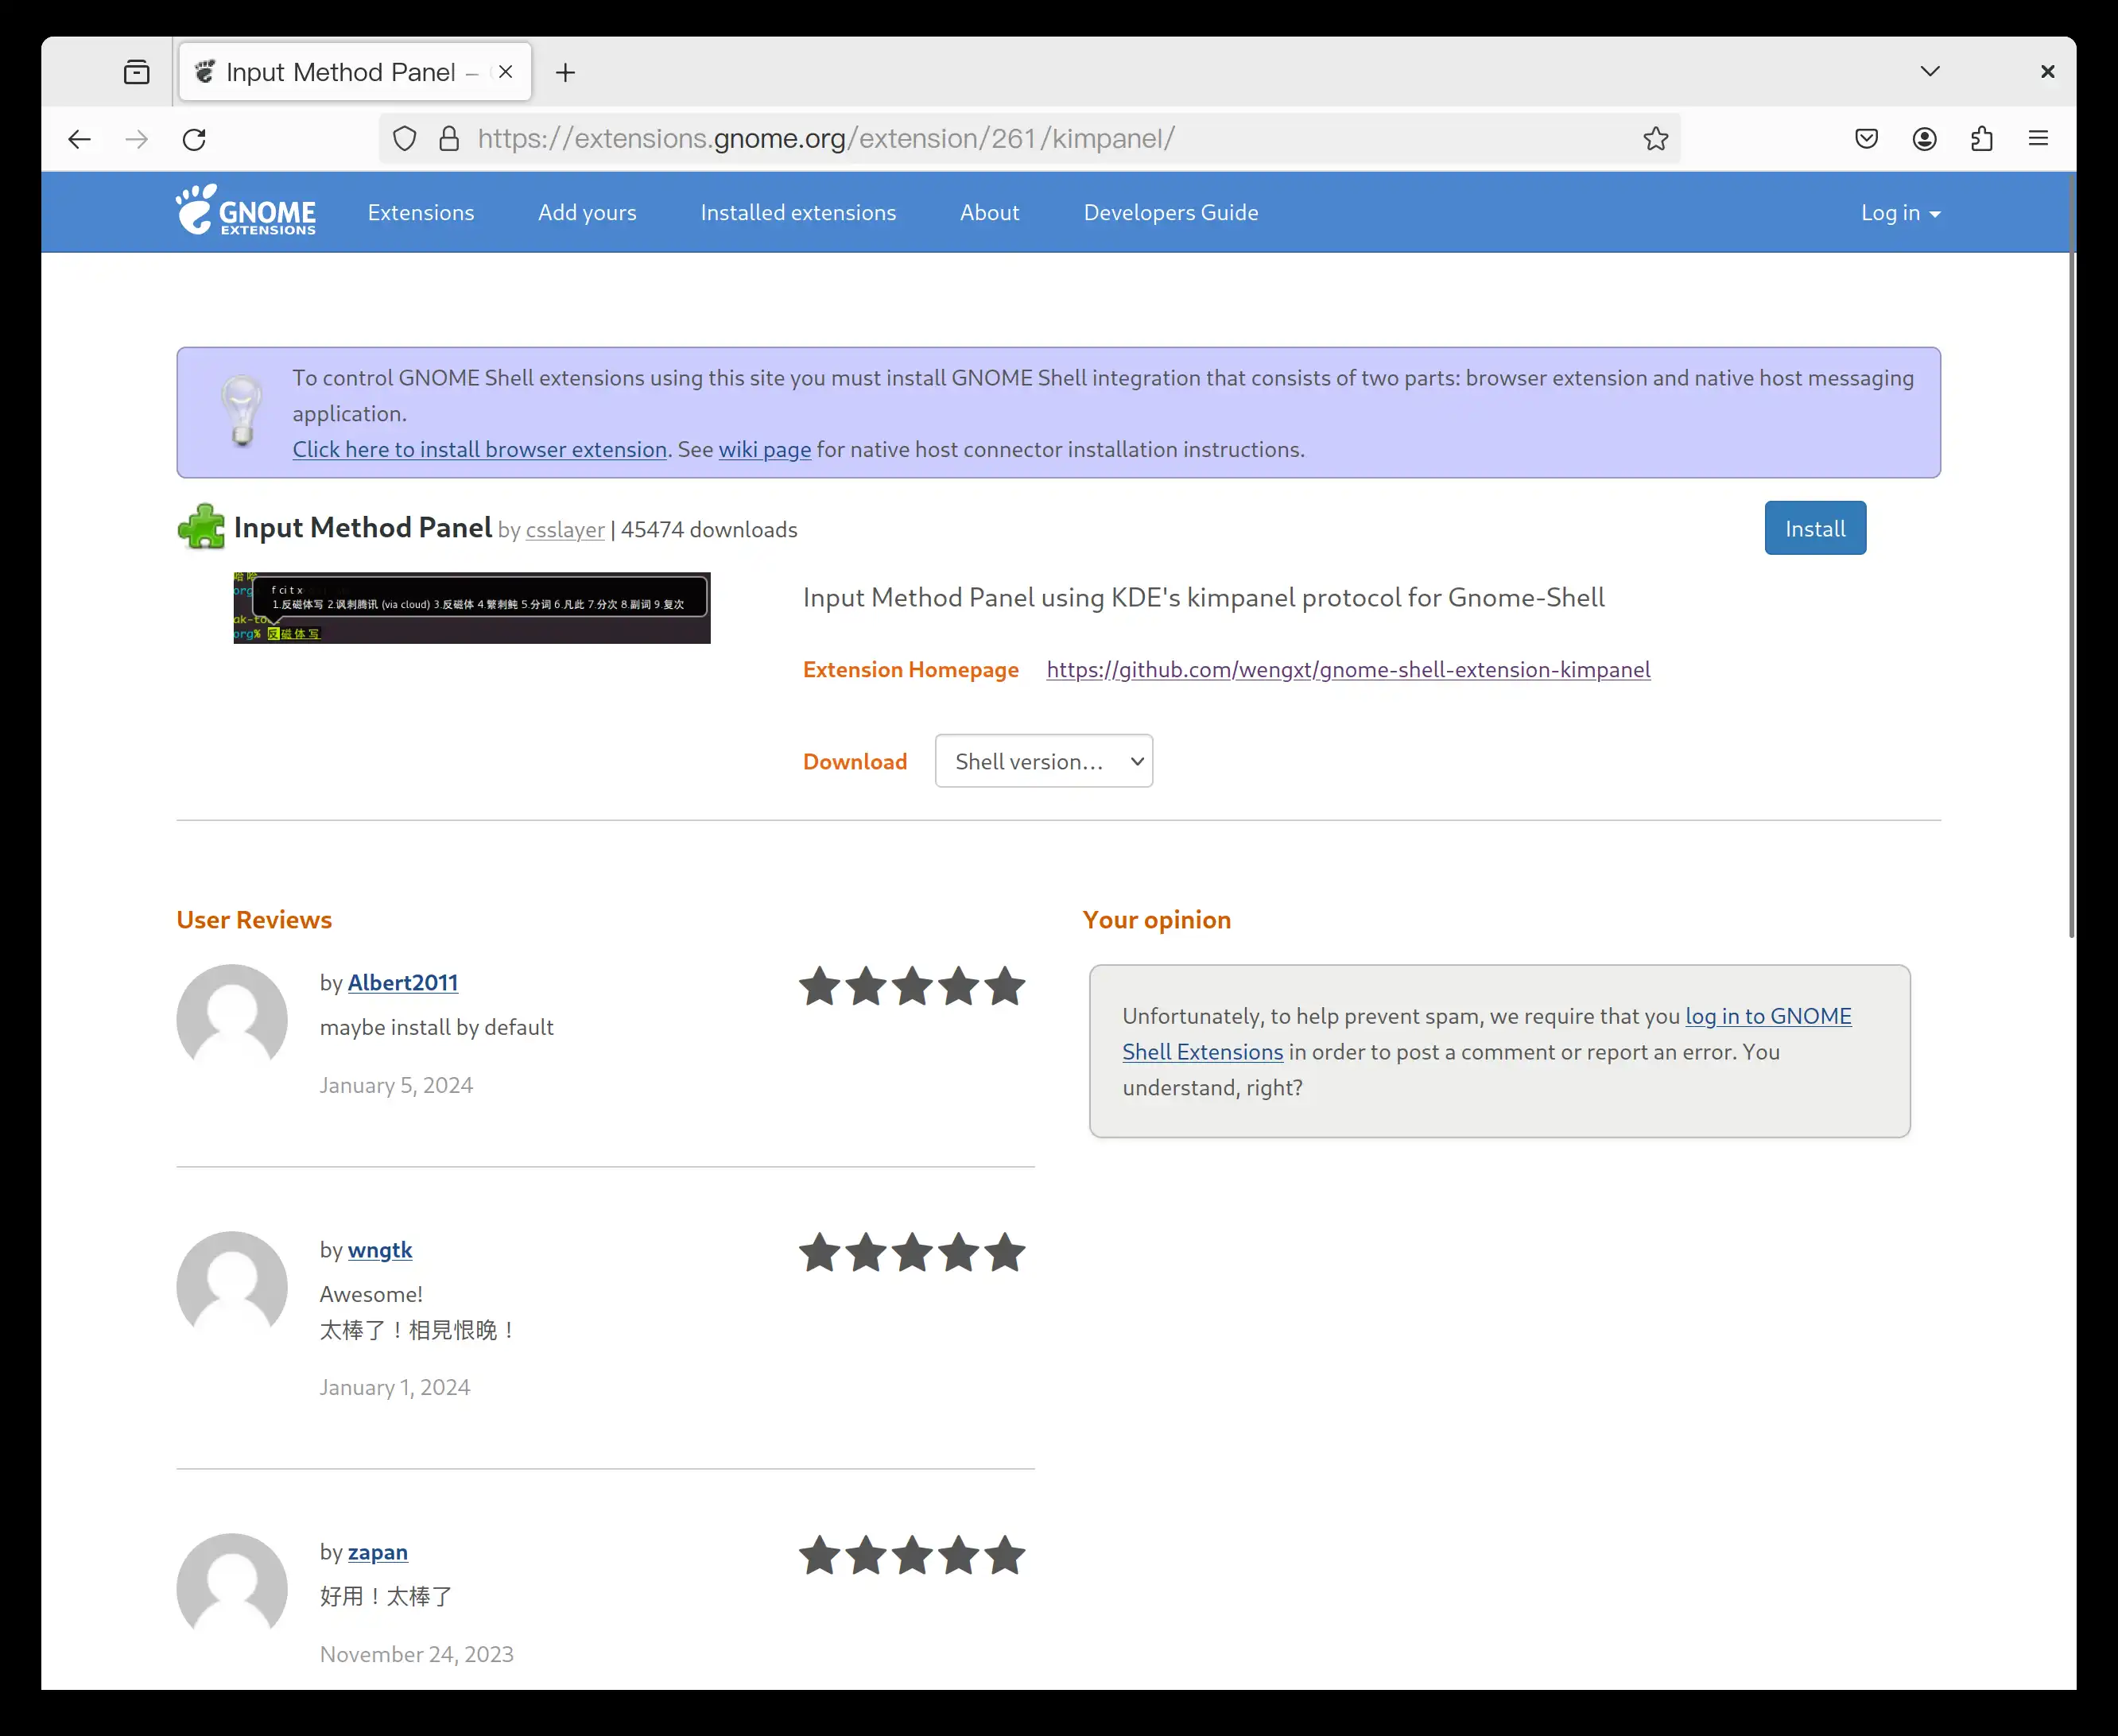 Input Method Panel –
https://extensions.gnome.org/extension/261/kimpanel/
GNOME
EXTENSIONS
Extensions
Add yours
Installed extensions
About
Developers Guide
Log in
To control GNOME Shell extensions using this site you must install GNOME Shell integration that consists of two parts: browser extension and native host messaging
application.
Click here to install browser extension. See wiki page for native host connector installation instructions.
Input Method Panel by csslayer | 45474 downloads
Install
f ci t x
1.反磁体写 2.讽刺腾讯 (via cloud) 3.反磁体 4.繁刺鲀 5.分词 6.凡此 7.分次 8.副词 9.复次
org% 反磁体写
Input Method Panel using KDE's kimpanel protocol for Gnome-Shell
Extension Homepage https://github.com/wengxt/gnome-shell-extension-kimpanel
Download Shell version...
User Reviews
by Albert2011
maybe install by default
January 5, 2024
by wngtk
Awesome!
太棒了！相見恨晚！
January 1, 2024
by zapan
好用！太棒了
November 24, 2023
Your opinion
Unfortunately, to help prevent spam, we require that you log in to GNOME
Shell Extensions in order to post a comment or report an error. You
understand, right?